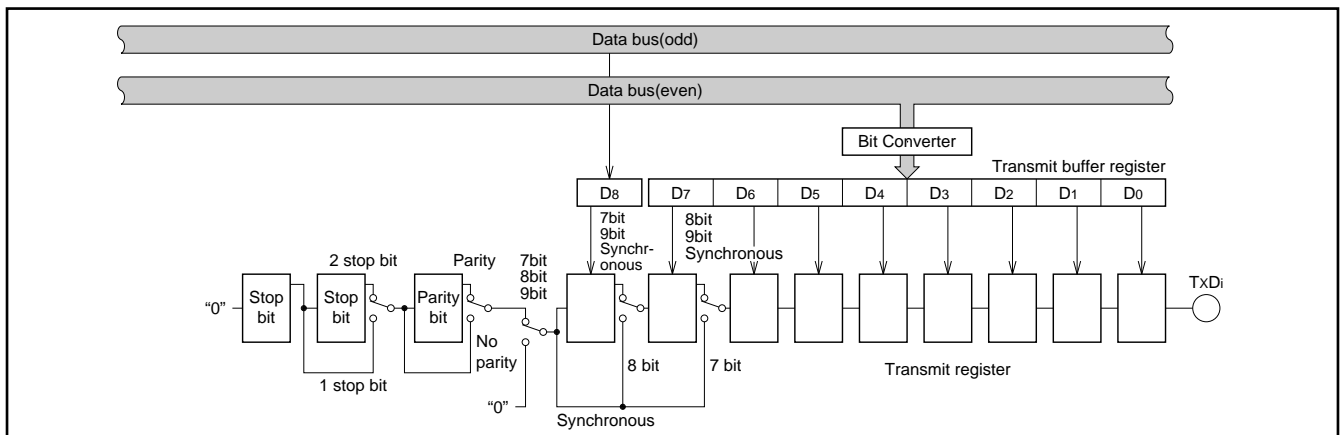 Data bus(odd)
Data bus(even)
Bit Converter
Transmit buffer register
D8
D7
D6
D5
D4
D3
D2
D1
D0
7bit
9bit
Synchr-
onous
8bit
9bit
Synchronous
2 stop bit
Parity
7bit
8bit
9bit
TxDi
“0”
Stop
bit
Stop
bit
Parity
bit
No
parity
8 bit
7 bit
Transmit register
1 stop bit
“0”
Synchronous